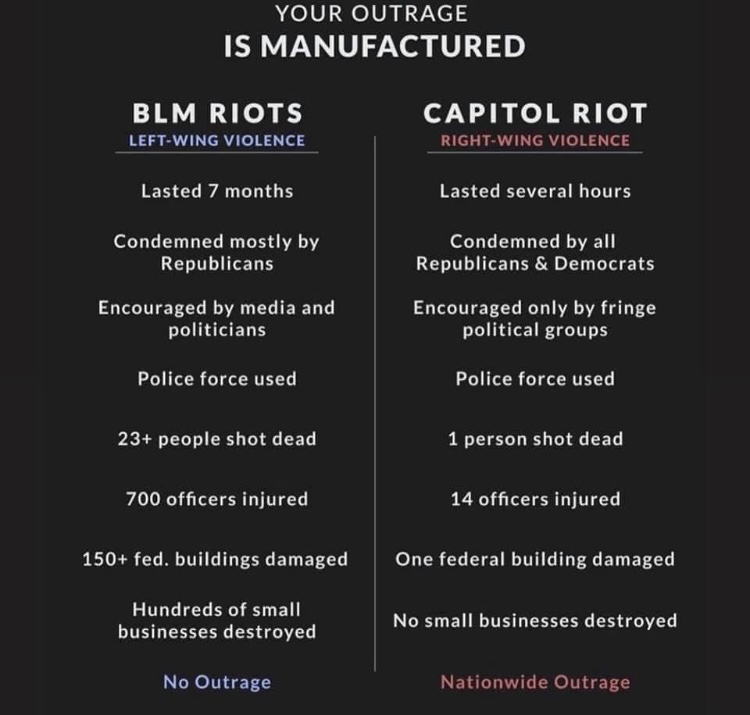 YOUR OUTRAGE
IS MANUFACTURED
BLM RIOTS
LEFT-WING VIOLENCE
Lasted 7 months
Condemned mostly by
Republicans
Encouraged by media and
politicians
Police force used
23+ people shot dead
700 officers injured
150+ fed. buildings damaged
Hundreds of small
businesses destroyed
No Outrage
CAPITOL RIOT
RIGHT-WING VIOLENCE
Lasted several hours
Condemned by all
Republicans & Democrats
Encouraged only by fringe
political groups
Police force used
1 person shot dead
14 officers injured
One federal building damaged
No small businesses destroyed
Nationwide Outrage